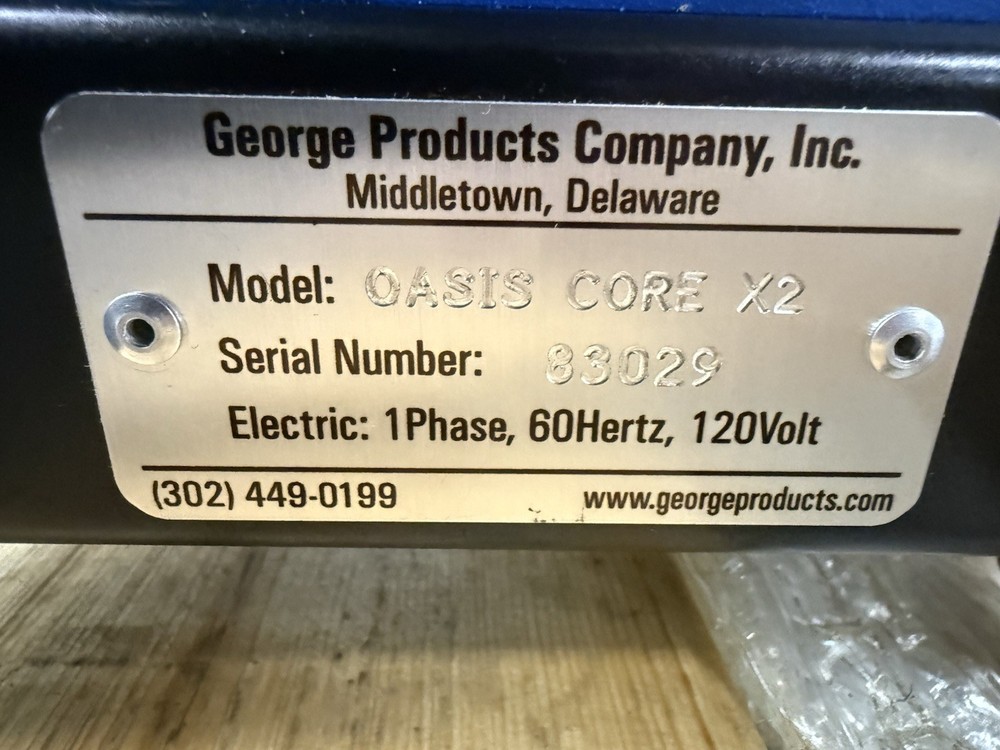 George Products Company, Inc.
Middletown, Delaware
Model: OASIS CORE X2
Serial Number: 83029
Electric: 1Phase, 60Hertz, 120Volt
(302) 449-0199 www.georgeproducts.com